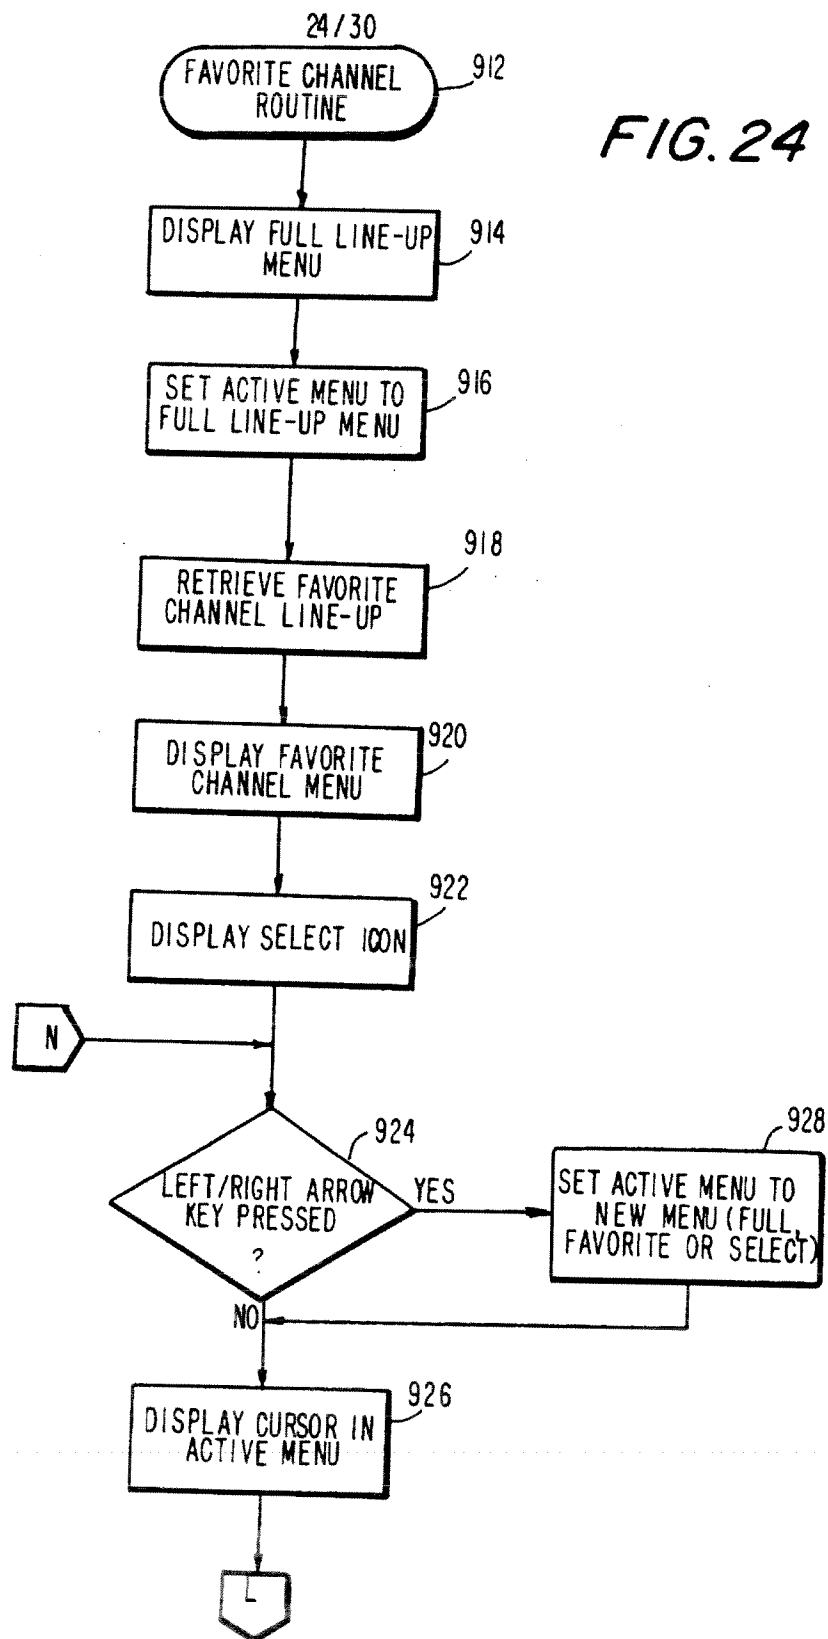 24/30
FAVORITE CHANNEL
ROUTINE
912
FIG. 24
DISPLAY FULL LINE-UP
MENU
914
SET ACTIVE MENU TO
FULL LINE-UP MENU
916
RETRIEVE FAVORITE
CHANNEL LINE-UP
918
DISPLAY FAVORITE
CHANNEL MENU
920
DISPLAY SELECT ICON
922
N
LEFT/RIGHT ARROW
KEY PRESSED
?
924
YES
SET ACTIVE MENU TO
NEW MENU (FULL,
FAVORITE OR SELECT)
928
NO
DISPLAY CURSOR IN
ACTIVE MENU
926
L